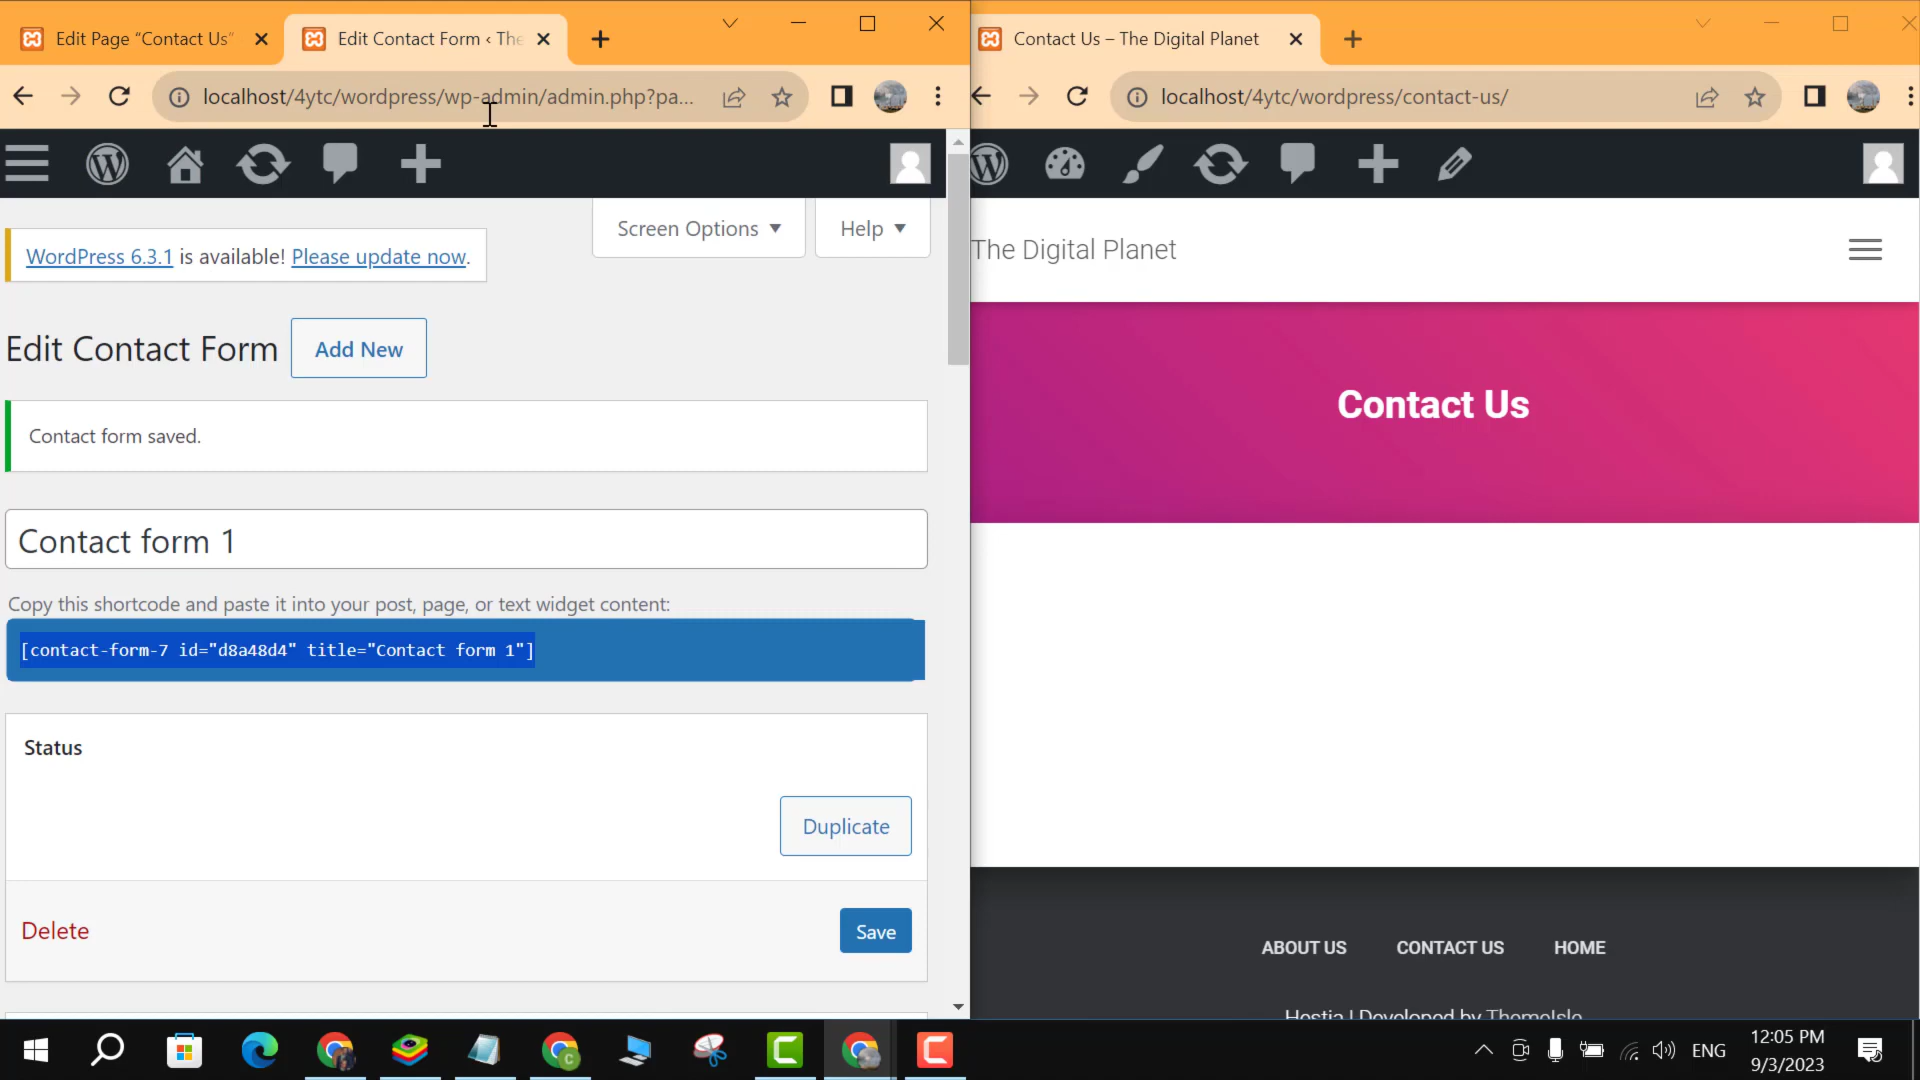 Edit Page “Contact Us”
Edit Contact Form ‹ The
localhost/4ytc/wordpress/wp-admin/admin.php?pa...
Screen Options
Help
WordPress 6.3.1 is available! Please update now.
Edit Contact Form
Add New
Contact form saved.
Contact form 1
Copy this shortcode and paste it into your post, page, or text widget content:
[contact-form-7 id="d8a48d4" title="Contact form 1"]
Status
Duplicate
Delete
Save
Contact Us – The Digital Planet
localhost/4ytc/wordpress/contact-us/
The Digital Planet
Contact Us
ABOUT US
CONTACT US
HOME
Hestia | Developed by ThemeIsle
ENG
12:05 PM
9/3/2023